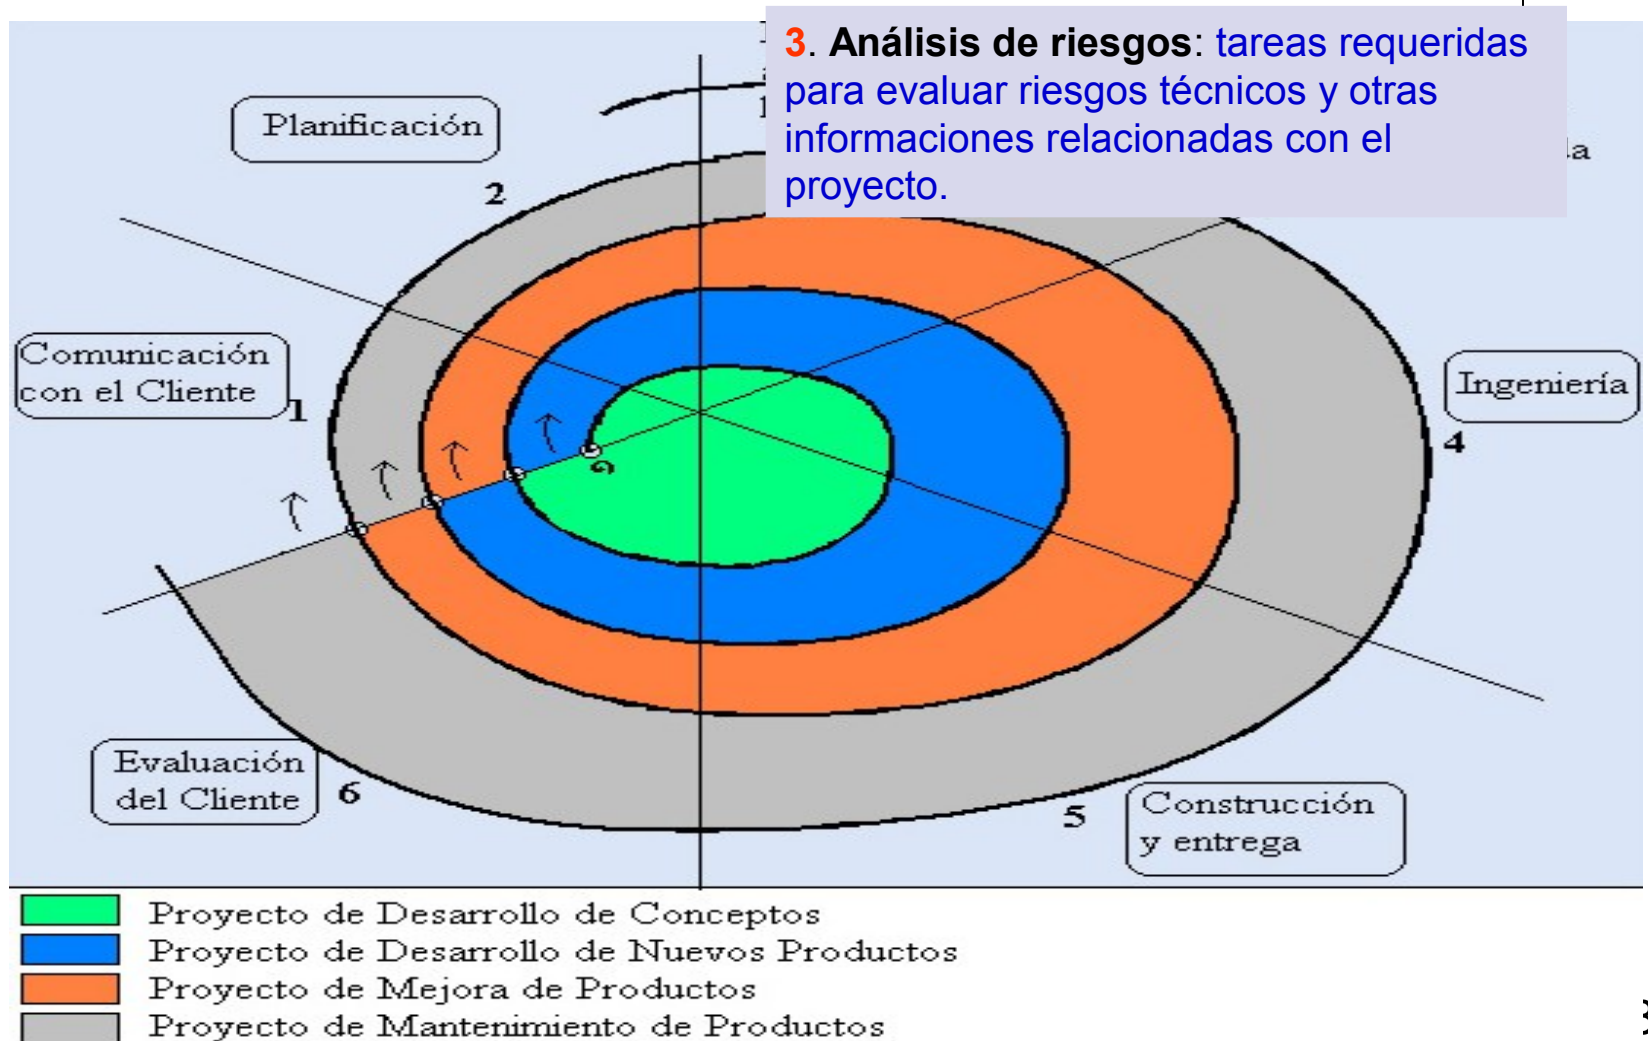 3. Análisis de riesgos: tareas requeridas
para evaluar riesgos técnicos y otras
informaciones relacionadas con el
proyecto.
Planificación
2
Comunicación
con el Cliente
1
Ingeniería
4
Evaluación
del Cliente
6
Construcción
y entrega
5
Proyecto de Desarrollo de Conceptos
Proyecto de Desarrollo de Nuevos Productos
Proyecto de Mejora de Productos
Proyecto de Mantenimiento de Productos